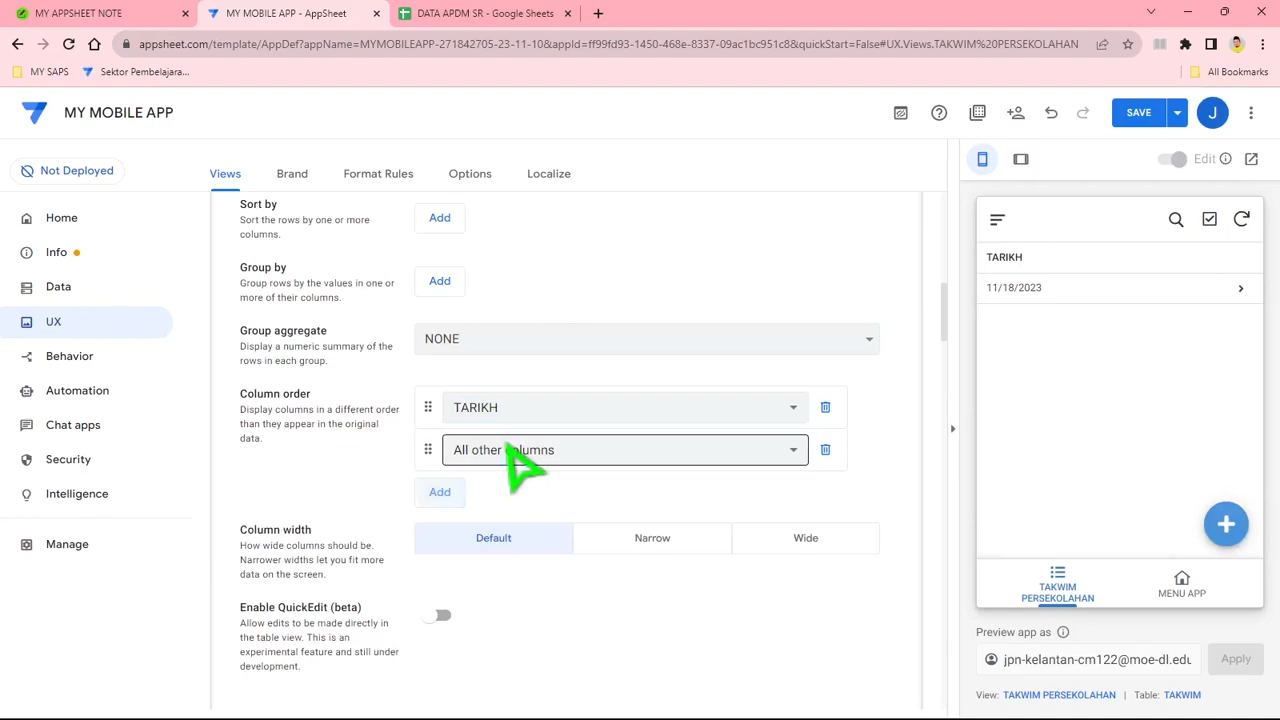 MY APPSHEET NOTE
MY MOBILE APP - AppSheet
DATA APDM SR - Google Sheets
appsheet.com/template/AppDef?appName=MYMOBILEAPP-271842705-23-11-10&appId=ff99fd93-1450-468e-8337-09ac1bc951c8&quickStart=False#UX.Views.TAKWIM%20PERSEKOLAHAN
MY SAPS
Sektor Pembelajara...
All Bookmarks
MY MOBILE APP
SAVE
J
Not Deployed
Views
Brand
Format Rules
Options
Localize
Edit
Home
Info
Data
UX
Behavior
Automation
Chat apps
Security
Intelligence
Manage
Sort by
Sort the rows by one or more
columns.
Add
Group by
Group rows by the values in one or
more of their columns.
Add
Group aggregate
Display a numeric summary of the
rows in each group.
NONE
Column order
Display columns in a different order
than they appear in the original
data.
TARIKH
All other columns
Add
Column width
How wide columns should be.
Narrower widths let you fit more
data on the screen.
Default
Narrow
Wide
Enable QuickEdit (beta)
Allow edits to be made directly in
the table view. This is an
experimental feature and still under
development.
TARIKH
11/18/2023
TAKWIM
PERSEKOLAHAN
MENU APP
Preview app as
jpn-kelantan-cm122@moe-dl.edu
Apply
View: TAKWIM PERSEKOLAHAN | Table: TAKWIM